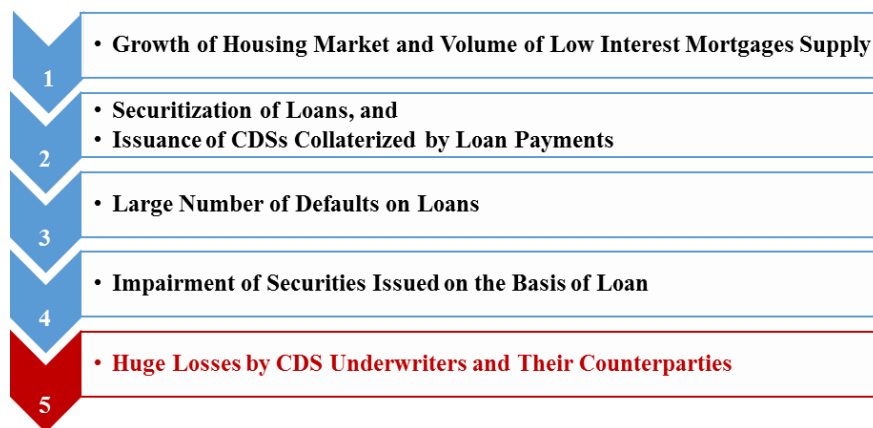 1
• Growth of Housing Market and Volume of Low Interest Mortgages Supply
2
• Securitization of Loans, and
• Issuance of CDSs Collaterized by Loan Payments
3
• Large Number of Defaults on Loans
4
• Impairment of Securities Issued on the Basis of Loan
5
• Huge Losses by CDS Underwriters and Their Counterparties